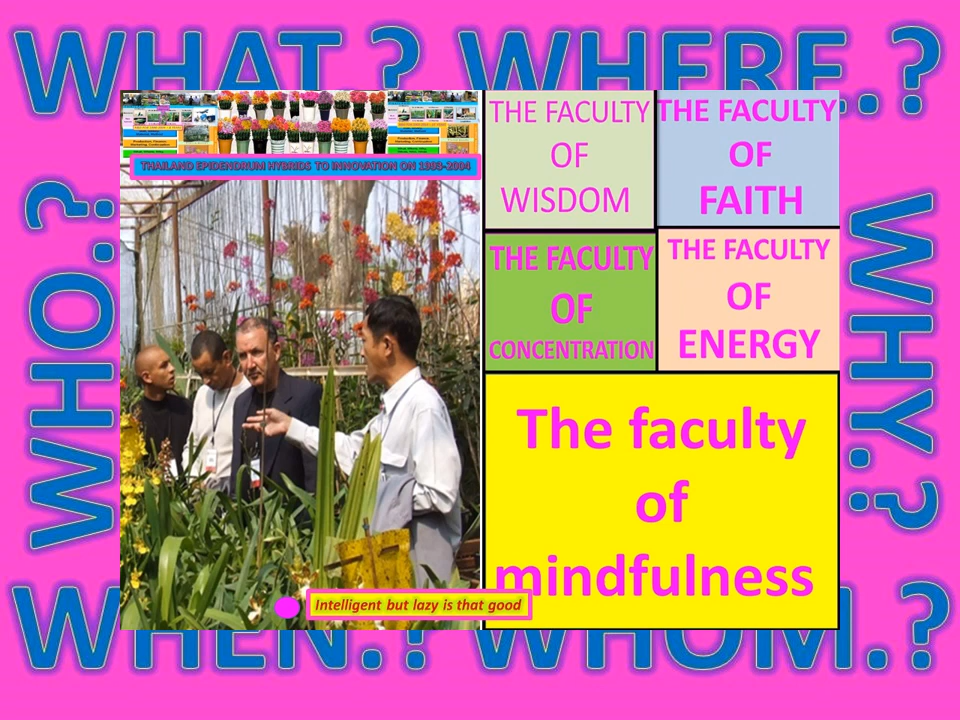 WHAT.? WHERE.?
WHO.?
THAILAND EPIDENDRUM HYBRIDS TO INNOVATION ON 1983-2004
THE FACULTY
OF
WISDOM
THE FACULTY
OF
FAITH
THE FACULTY
OF
CONCENTRATION
THE FACULTY
OF
ENERGY
The faculty
of
mindfulness
WHY.?
Intelligent but lazy is that good
WHEN.? WHOM.?